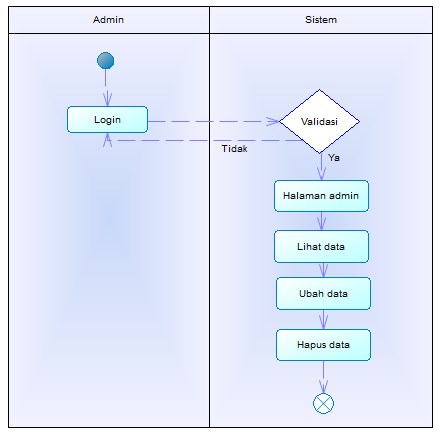 Admin
Sistem
Login
Validasi
Tidak
Ya
Halaman admin
Lihat data
Ubah data
Hapus data